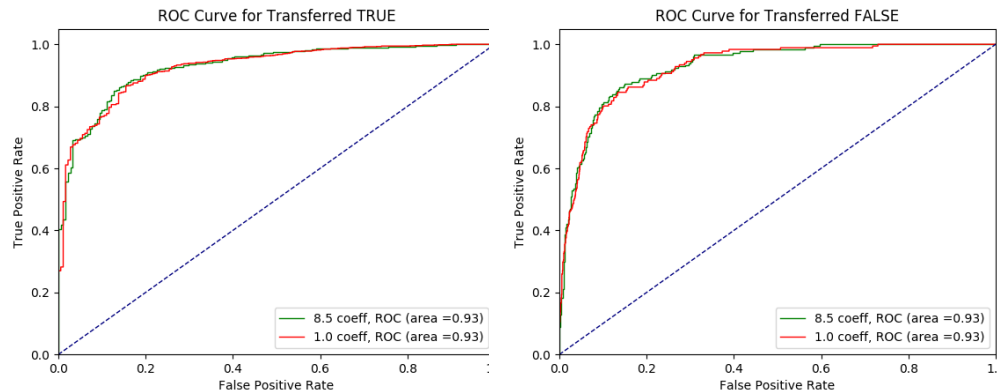 ROC Curve for Transferred TRUE
True Positive Rate
1.0
0.8
0.6
0.4
0.2
0.0
8.5 coeff, ROC (area =0.93)
1.0 coeff, ROC (area =0.93)
0.0 0.2 0.4 0.6 0.8 1.
False Positive Rate
ROC Curve for Transferred FALSE
True Positive Rate
1.0
0.8
0.6
0.4
0.2
0.0
8.5 coeff, ROC (area =0.93)
1.0 coeff, ROC (area =0.93)
0.0 0.2 0.4 0.6 0.8 1.
False Positive Rate